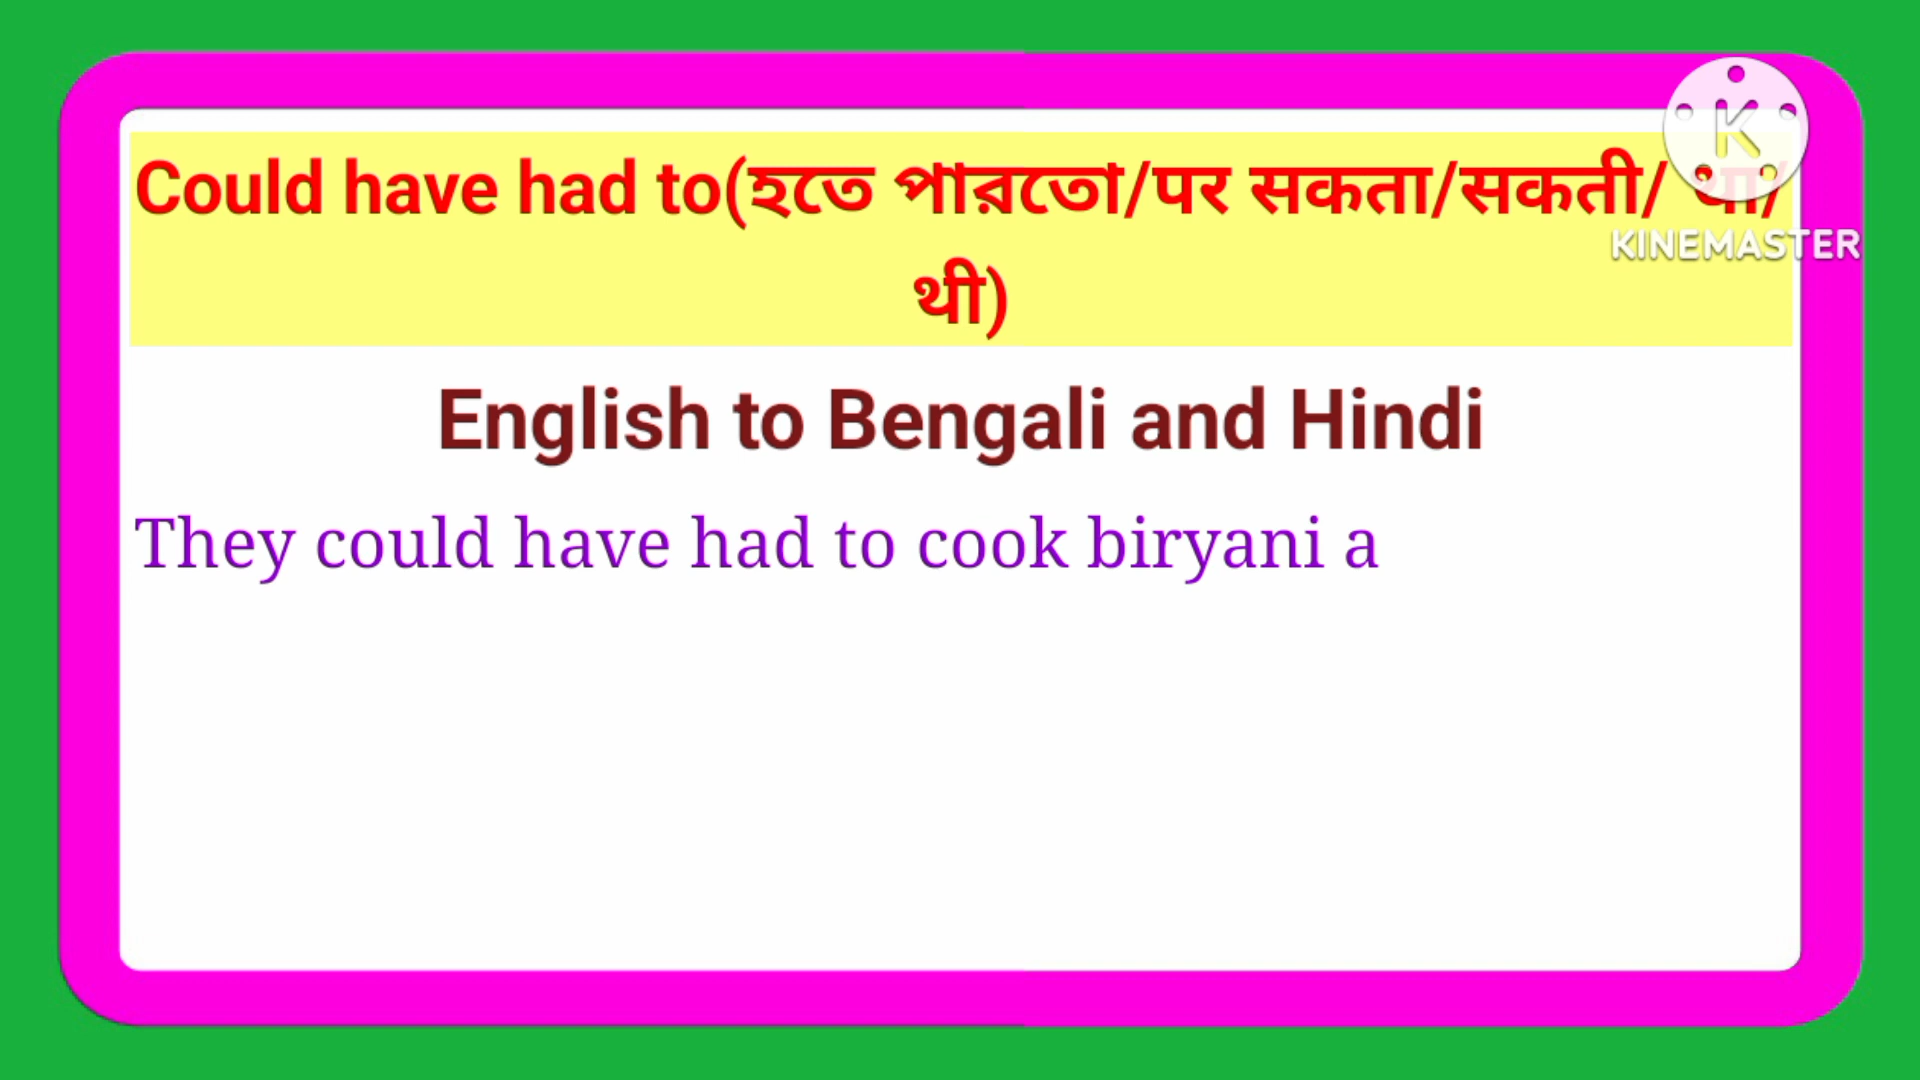 Could have had to(হতে পারতো/पर सकता/सकती/ था/
थी)
KINEMASTER
English to Bengali and Hindi
They could have had to cook biryani a